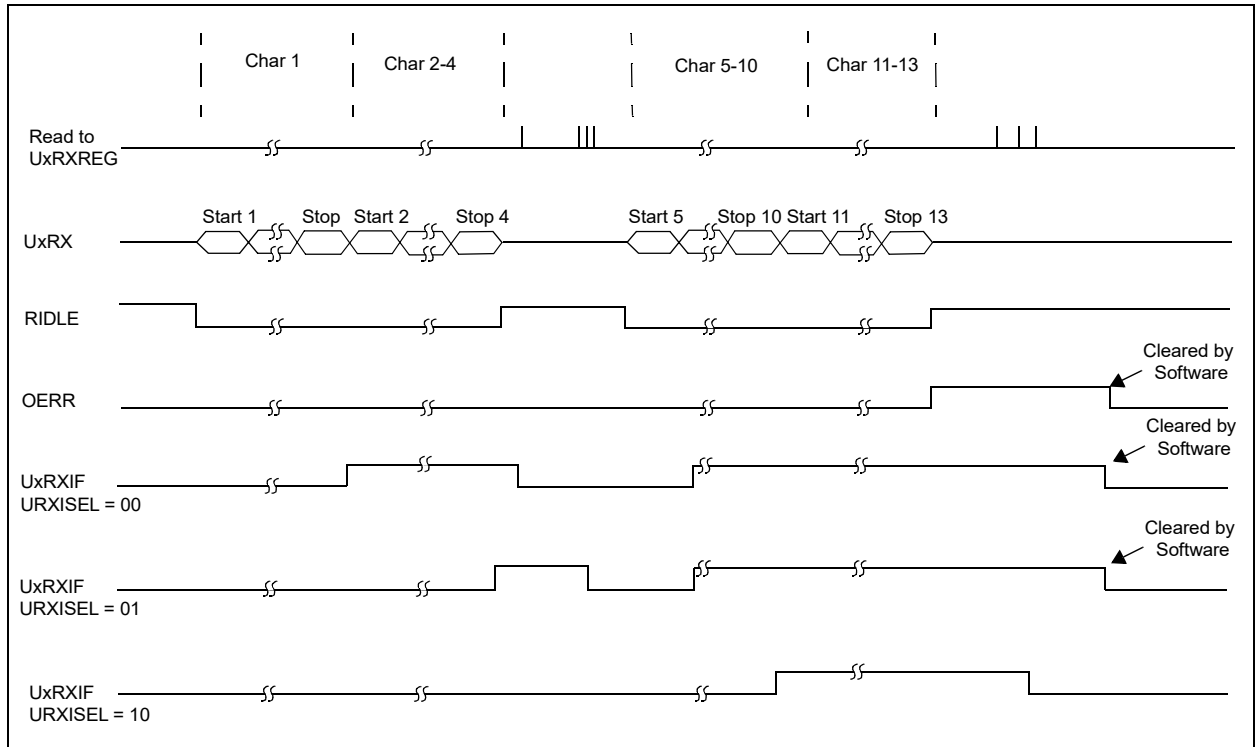 Char 1
Char 2-4
Char 5-10
Char 11-13
Read to
UxRXREG
Start 1
Stop
Start 2
Stop 4
Start 5
Stop 10
Start 11
Stop 13
UxRX
RIDLE
Cleared by
Software
OERR
Cleared by
Software
UxRXIF
URXISEL = 00
Cleared by
Software
UxRXIF
URXISEL = 01
UxRXIF
URXISEL = 10